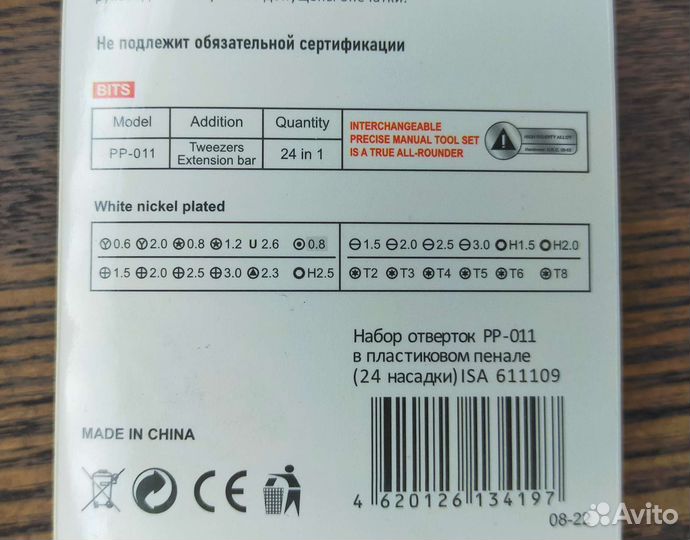 Не подлежит обязательной сертификации
BITS
Model Addition Quantity
PP-011 Tweezers Extension bar 24 in 1
INTERCHANGEABLE
PRECISE MANUAL TOOL SET
IS A TRUE ALL-ROUNDER
White nickel plated
0.6 2.0 0.8 1.2 U 2.6 0.8
1.5 2.0 2.5 3.0 2.3 H2.5
1.5 2.0 2.5 3.0 H1.5 H2.0
T2 T3 T4 T5 T6 T8
Набор отверток PP-011
в пластиковом пенале
(24 насадки) ISA 611109
MADE IN CHINA
CE
4 620126 134197
08-22
Avito